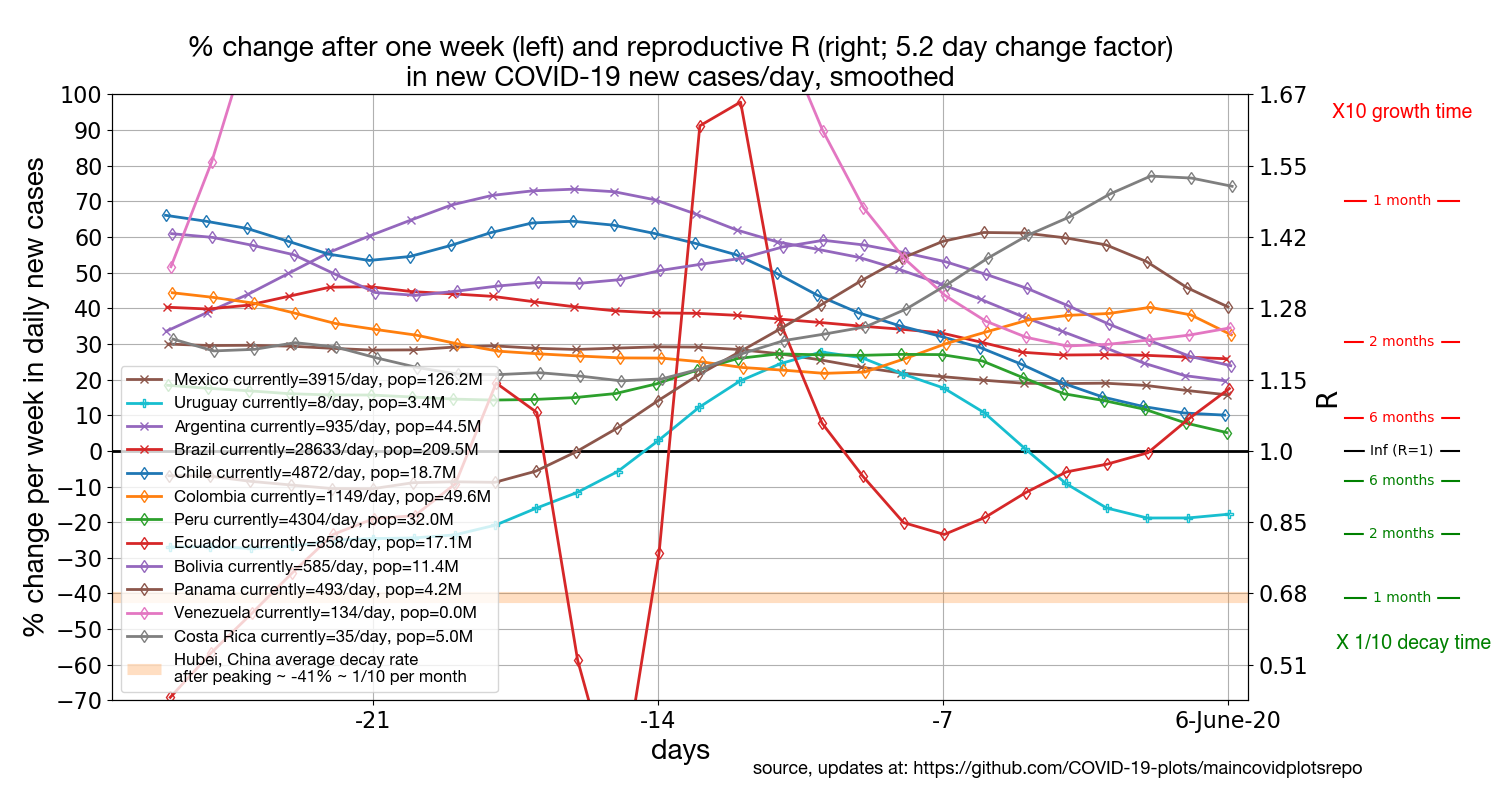 % change after one week (left) and reproductive R (right; 5.2 day change factor)
in new COVID-19 new cases/day, smoothed
% change per week in daily new cases
100
90
80
70
60
50
40
30
20
10
0
−10
−20
−30
−40
−50
−60
−70
Mexico currently=3915/day, pop=126.2M
Uruguay currently=8/day, pop=3.4M
Argentina currently=935/day, pop=44.5M
Brazil currently=28633/day, pop=209.5M
Chile currently=4872/day, pop=18.7M
Colombia currently=1149/day, pop=49.6M
Peru currently=4304/day, pop=32.0M
Ecuador currently=858/day, pop=17.1M
Bolivia currently=585/day, pop=11.4M
Panama currently=493/day, pop=4.2M
Venezuela currently=134/day, pop=0.0M
Costa Rica currently=35/day, pop=5.0M
Hubei, China average decay rate
after peaking ~ -41% ~ 1/10 per month
-21
-14
-7
6-June-20
days
1.67
1.55
1.42
1.28
1.15
1.0
0.85
0.68
0.51
R
X10 growth time
1 month
2 months
6 months
Inf (R=1)
6 months
2 months
1 month
X 1/10 decay time
source, updates at: https://github.com/COVID-19-plots/maincovidplotsrepo